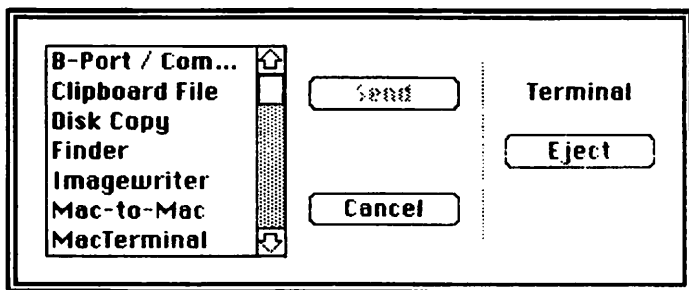 B-Port / Com...
Clipboard File
Disk Copy
Finder
Imagewriter
Mac-to-Mac
MacTerminal
Send
Cancel
Terminal
Eject